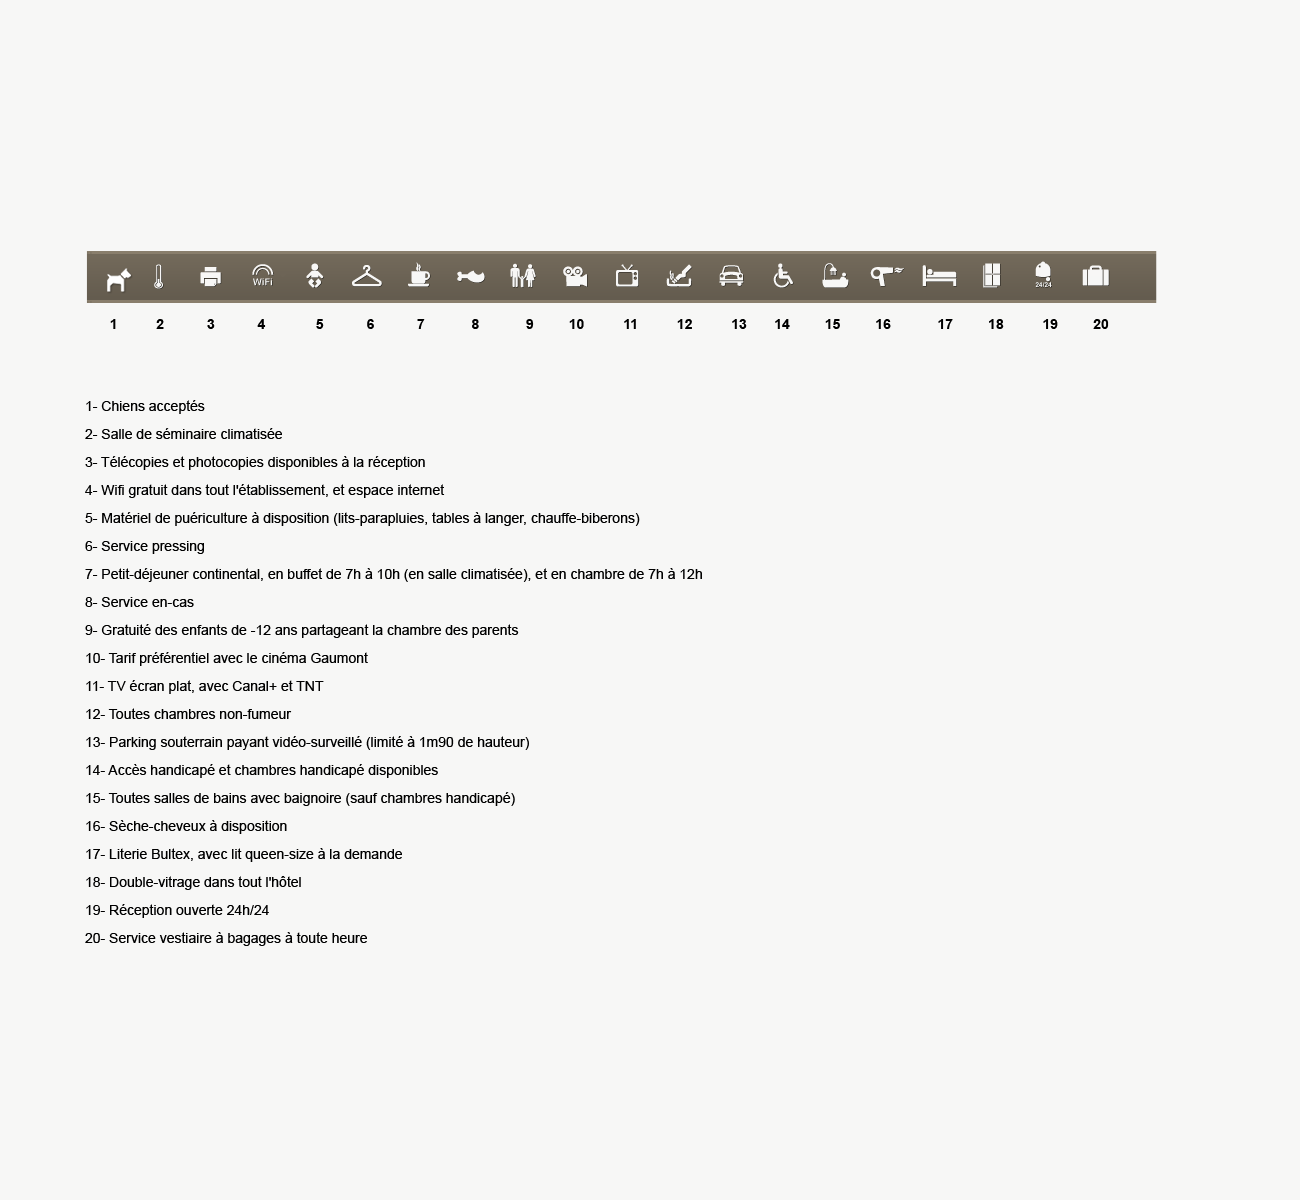 WiFi
24/24
1 2 3 4 5 6 7 8 9 10 11 12 13 14 15 16 17 18 19 20
1- Chiens acceptés
2- Salle de séminaire climatisée
3- Télécopies et photocopies disponibles à la réception
4- Wifi gratuit dans tout l'établissement, et espace internet
5- Matériel de puériculture à disposition (lits-parapluies, tables à langer, chauffe-biberons)
6- Service pressing
7- Petit-déjeuner continental, en buffet de 7h à 10h (en salle climatisée), et en chambre de 7h à 12h
8- Service en-cas
9- Gratuité des enfants de -12 ans partageant la chambre des parents
10- Tarif préférentiel avec le cinéma Gaumont
11- TV écran plat, avec Canal+ et TNT
12- Toutes chambres non-fumeur
13- Parking souterrain payant vidéo-surveillé (limité à 1m90 de hauteur)
14- Accès handicapé et chambres handicapé disponibles
15- Toutes salles de bains avec baignoire (sauf chambres handicapé)
16- Sèche-cheveux à disposition
17- Literie Bultex, avec lit queen-size à la demande
18- Double-vitrage dans tout l'hôtel
19- Réception ouverte 24h/24
20- Service vestiaire à bagages à toute heure